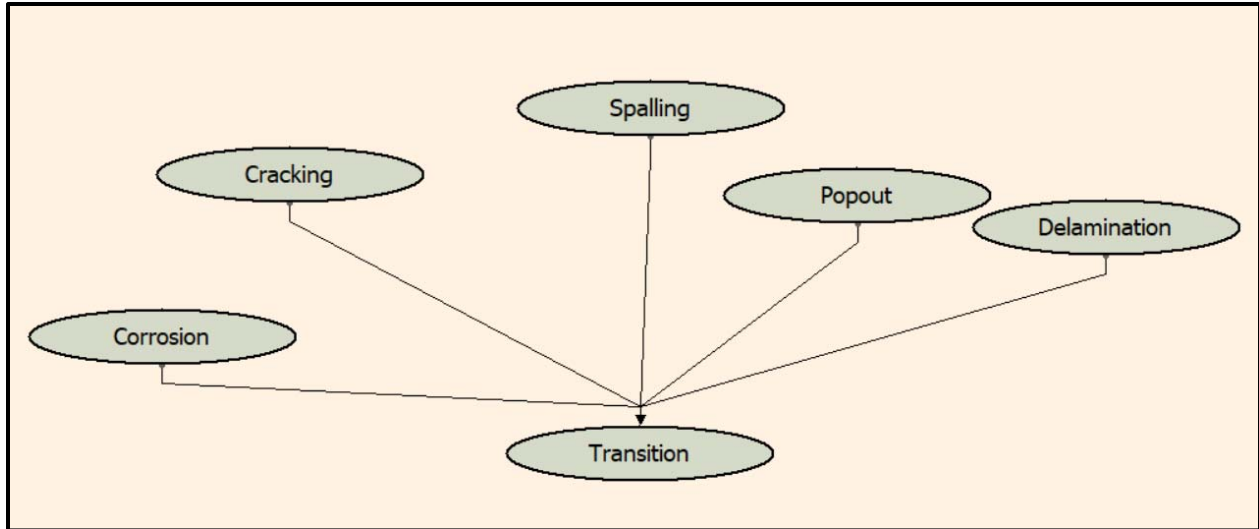 Spalling
Cracking
Popout
Delamination
Corrosion
Transition